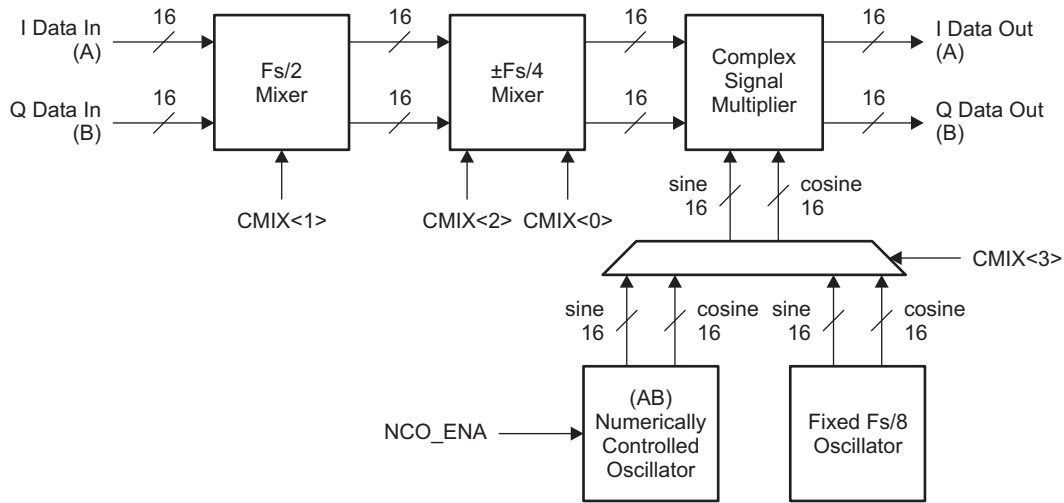 I Data In
(A)
16
16
16
16
I Data Out
(A)
Fs/2
Mixer
±Fs/4
Mixer
Complex
Signal
Multiplier
Q Data In
(B)
16
16
16
16
Q Data Out
(B)
sine
16
cosine
16
CMIX<1>
CMIX<2>
CMIX<0>
CMIX<3>
sine
16
cosine
16
sine
16
cosine
16
NCO_ENA
(AB)
Numerically
Controlled
Oscillator
Fixed Fs/8
Oscillator